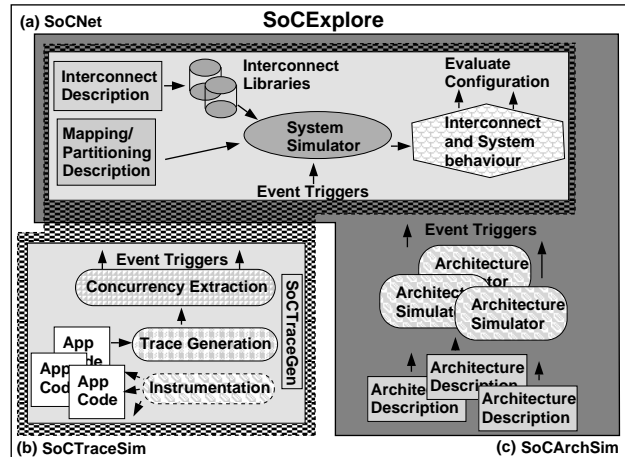 (a) SoCNet
SoCExplore
Interconnect
Description
Interconnect
Libraries
Evaluate
Configuration
Mapping/
Partitioning
Description
System
Simulator
Interconnect
and System
behaviour
Event Triggers
Event Triggers
Concurrency Extraction
Trace Generation
Instrumentation
SoCTraceGen
App
App
Code
App
Code
(b) SoCTraceSim
Event Triggers
Architecture
Architecture
Simulator
Architecture
Simulator
Architecture
Description
Description
Architecture
Description
(c) SoCArchSim